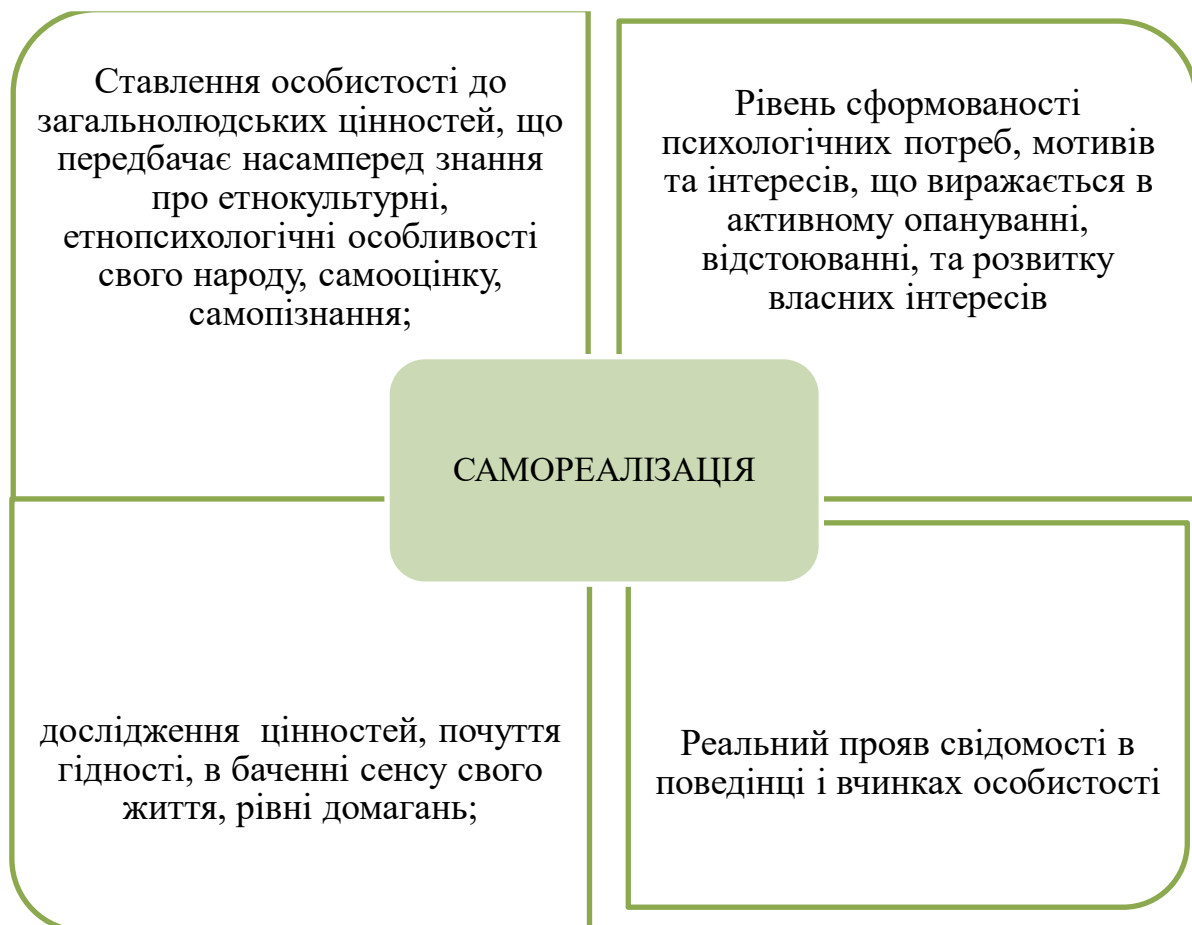 Ставлення особистості до
загальнолюдських цінностей, що
передбачає насамперед знання
про етнокультурні,
етнопсихологічні особливості
свого народу, самооцінку,
самопізнання;
Рівень сформованості
психологічних потреб, мотивів
та інтересів, що виражається в
активному опануванні,
відстоюванні, та розвитку
власних інтересів
САМОРЕАЛІЗАЦІЯ
дослідження цінностей, почуття
гідності, в баченні сенсу свого
життя, рівні домагань;
Реальний прояв свідомості в
поведінці і вчинках особистості